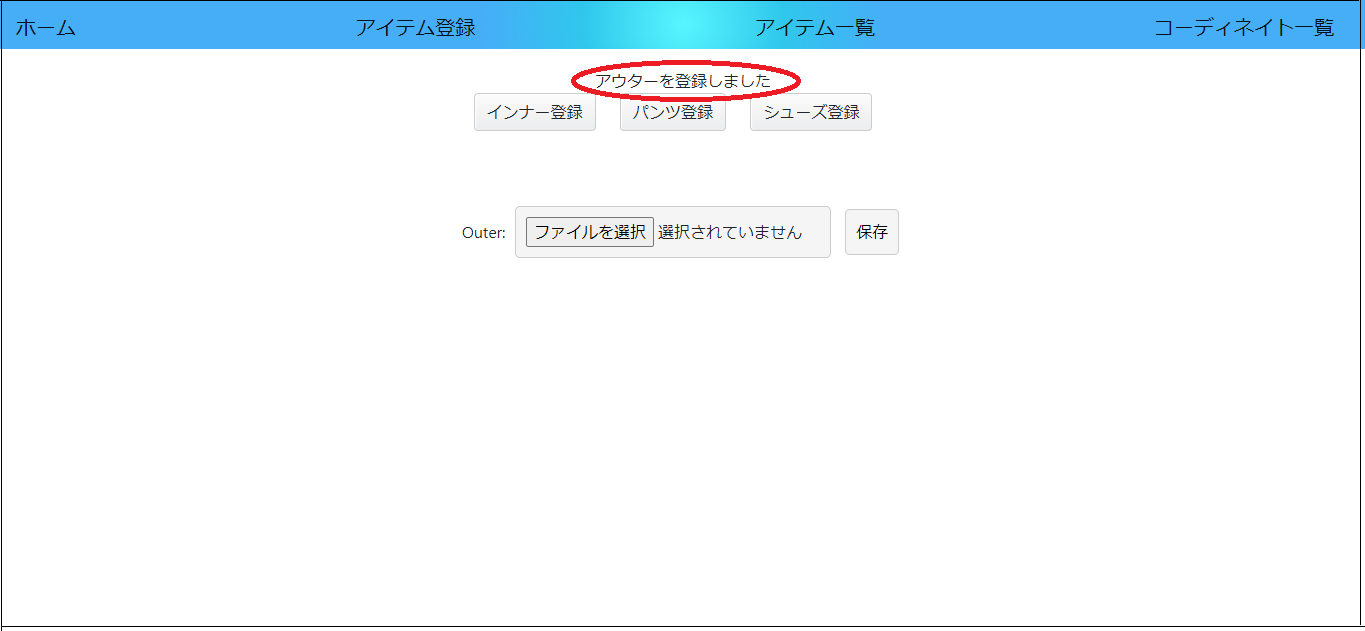 ホーム アイテム登録 アイテム一覧 コーディネイト一覧
アウターを登録しました
インナー登録 パンツ登録 シューズ登録
Outer: ファイルを選択 選択されていません 保存